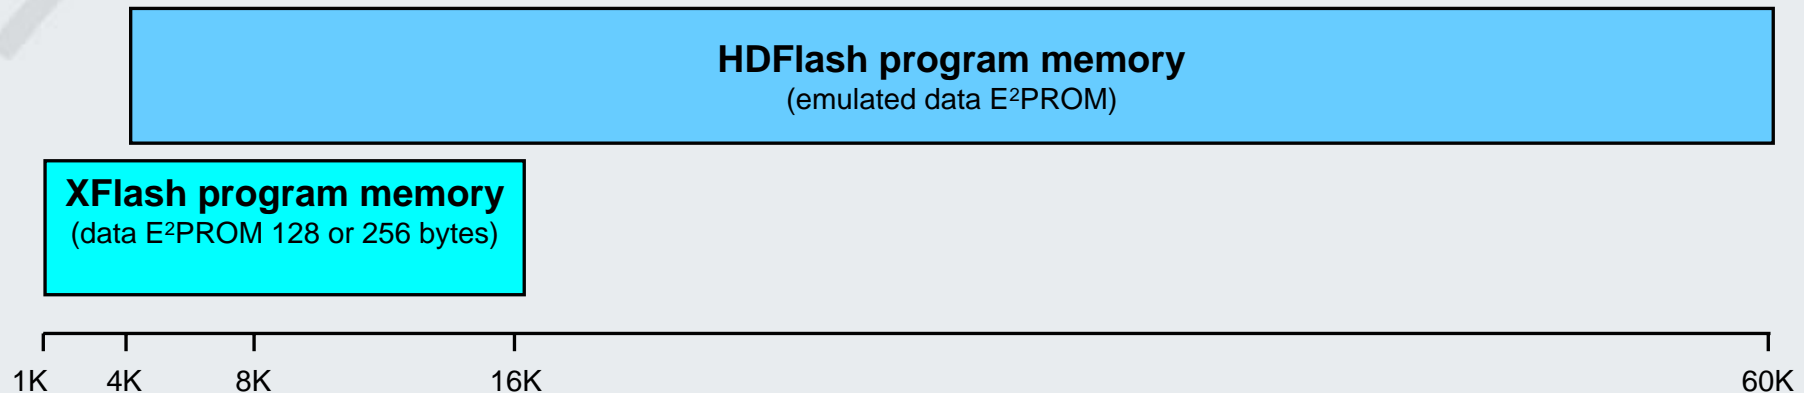 HDFlash program memory
(emulated data E²PROM)
XFlash program memory
(data E²PROM 128 or 256 bytes)
1K 4K 8K 16K 60K